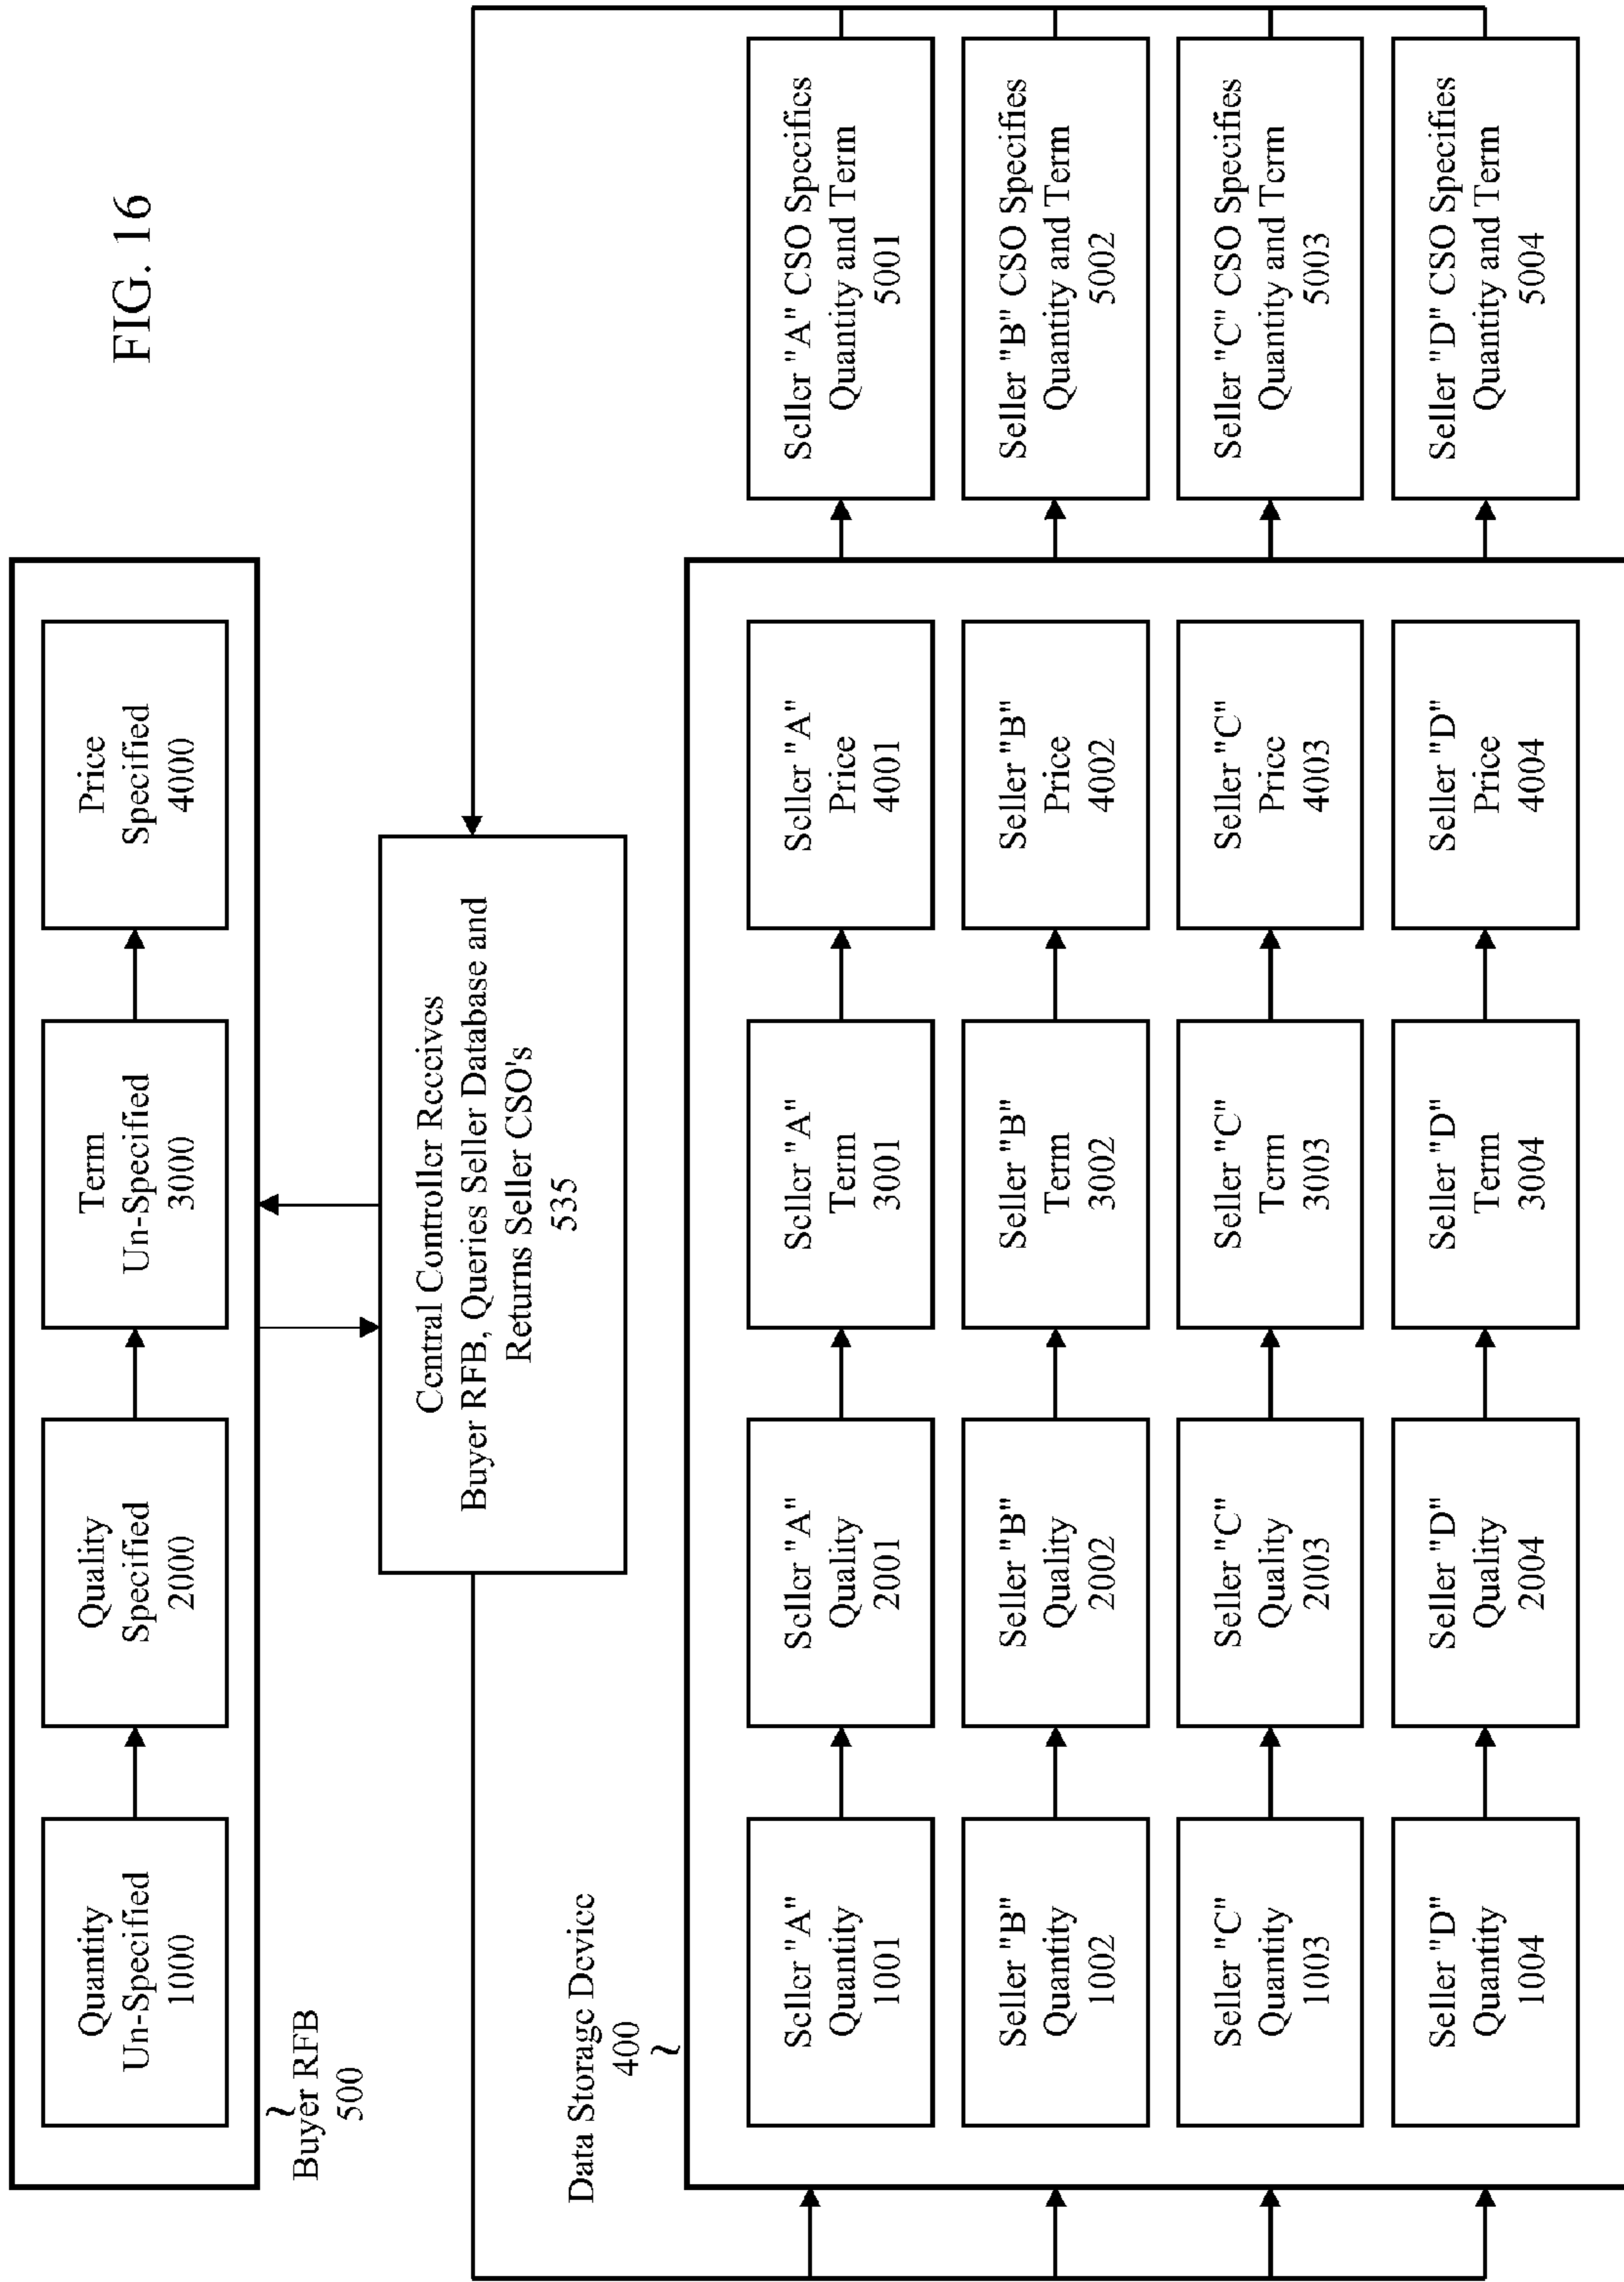 FIG. 16
Quantity
Un-Specified
1000
Quality
Specified
2000
Term
Un-Specified
3000
Price
Specified
4000
Buyer RFB
500
Central Controller Receives
Buyer RFB, Queries Seller Database and
Returns Seller CSO's
535
Data Storage Device
400
Seller "A"
Quantity
1001
Seller "A"
Quality
2001
Seller "A"
Term
3001
Seller "A"
Price
4001
Seller "A" CSO Specifies
Quantity and Term
5001
Seller "B"
Quantity
1002
Seller "B"
Quality
2002
Seller "B"
Term
3002
Seller "B"
Price
4002
Seller "B" CSO Specifies
Quantity and Term
5002
Seller "C"
Quantity
1003
Seller "C"
Quality
2003
Seller "C"
Term
3003
Seller "C"
Price
4003
Seller "C" CSO Specifies
Quantity and Term
5003
Seller "D"
Quantity
1004
Seller "D"
Quality
2004
Seller "D"
Term
3004
Seller "D"
Price
4004
Seller "D" CSO Specifies
Quantity and Term
5004